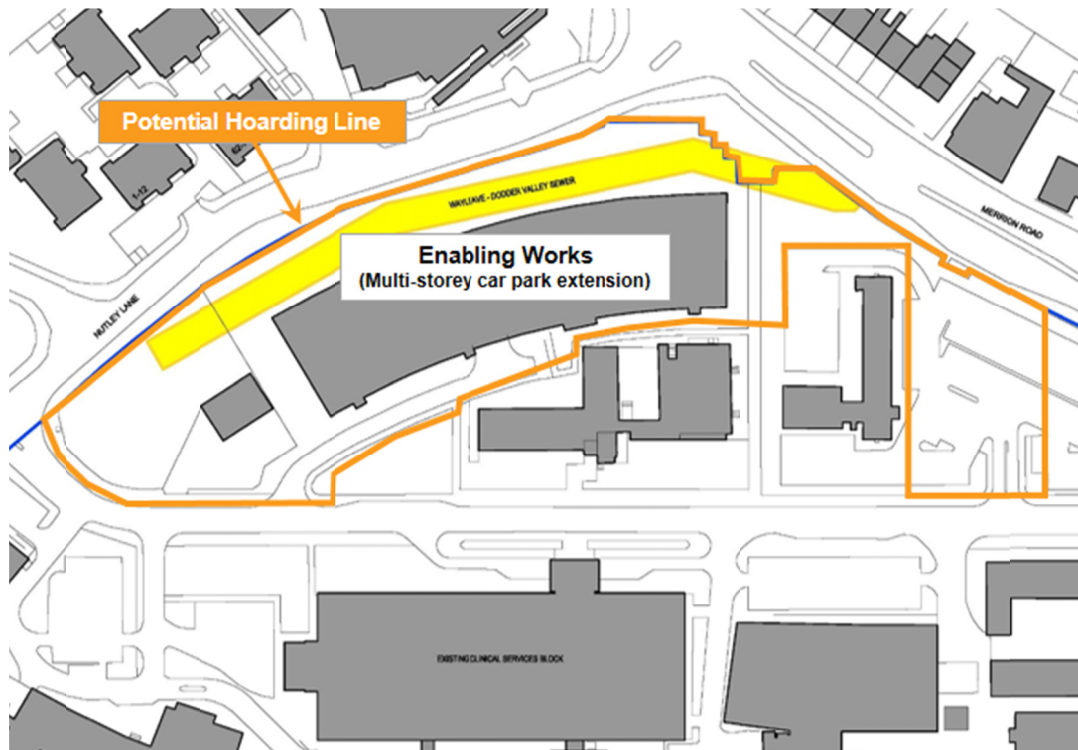 Potential Hoarding Line
1-12
WAYLEAVE - DODDER VALLEY SEWER
Enabling Works
(Multi-storey car park extension)
MERRION ROAD
NUTLEY LANE
EXISTING CLINICAL SERVICES BLOCK